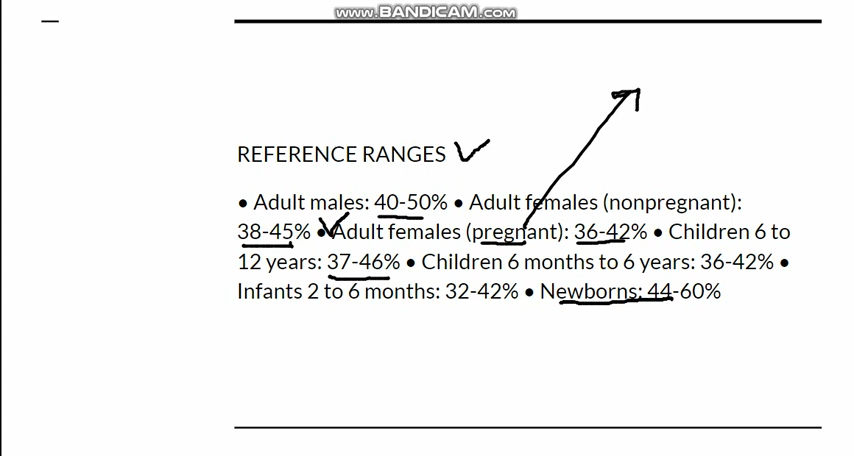 www.BANDICAM.com
REFERENCE RANGES
• Adult males: 40-50% • Adult females (nonpregnant):
38-45% • Adult females (pregnant): 36-42% • Children 6 to
12 years: 37-46% • Children 6 months to 6 years: 36-42% •
Infants 2 to 6 months: 32-42% • Newborns: 44-60%